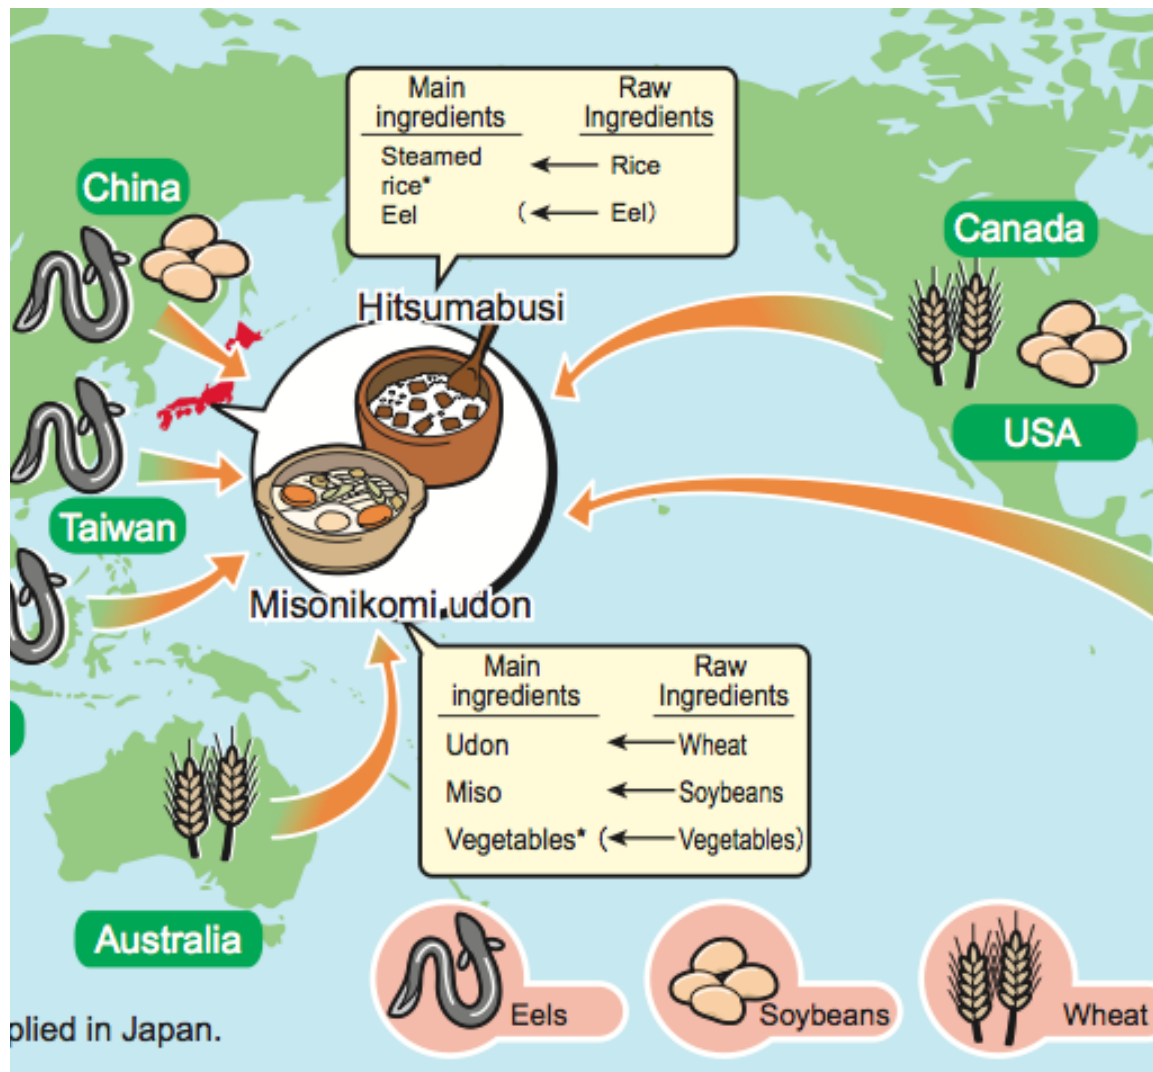 Main
ingredients
Raw
Ingredients
Steamed
rice*
Rice
Eel
(
Eel)
China
Canada
Hitsumabusi
USA
Taiwan
Misonikomi udon
Main
ingredients
Raw
Ingredients
Udon
Wheat
Miso
Soybeans
Vegetables*
(
Vegetables)
Australia
Eels
Soybeans
Wheat
plied in Japan.